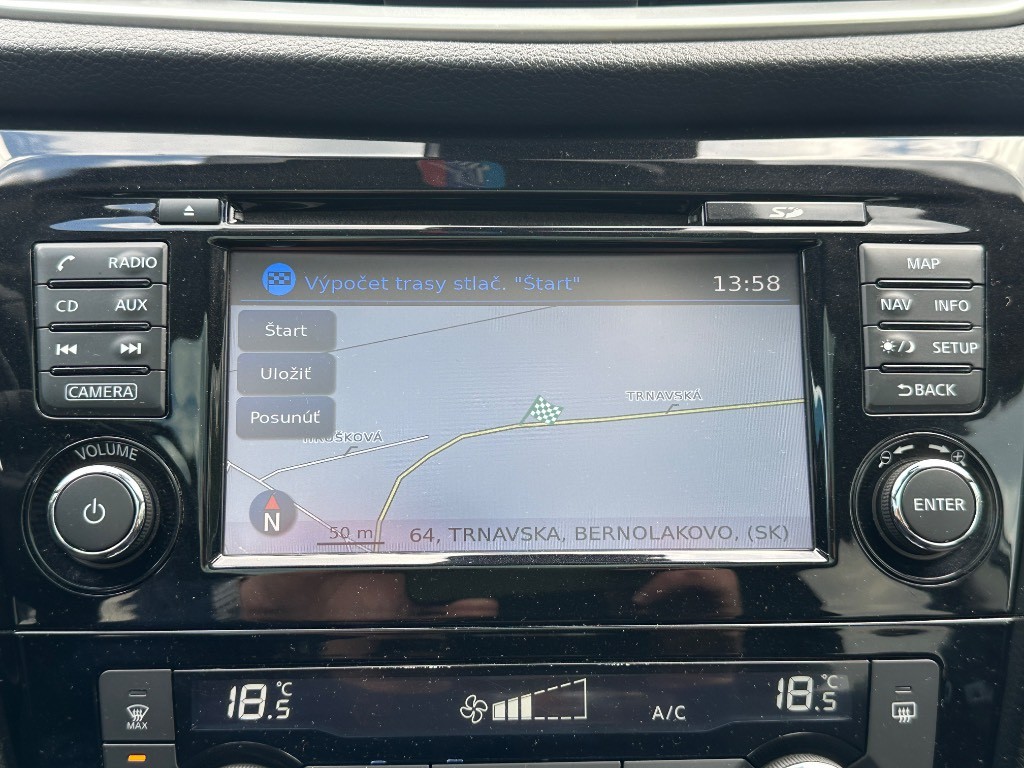 SD
RADIO
CD AUX
CAMERA
VOLUME
Výpočet trasy stlač. "Štart" 13:58
Štart
Uložiť
Posunúť
HRUŠKOVÁ
TRNAVSKÁ
N
50 m
64, TRNAVSKA, BERNOLAKOVO, (SK)
MAP
NAV INFO
SETUP
BACK
ENTER
MAX
18.5°C
A/C
18.5°C